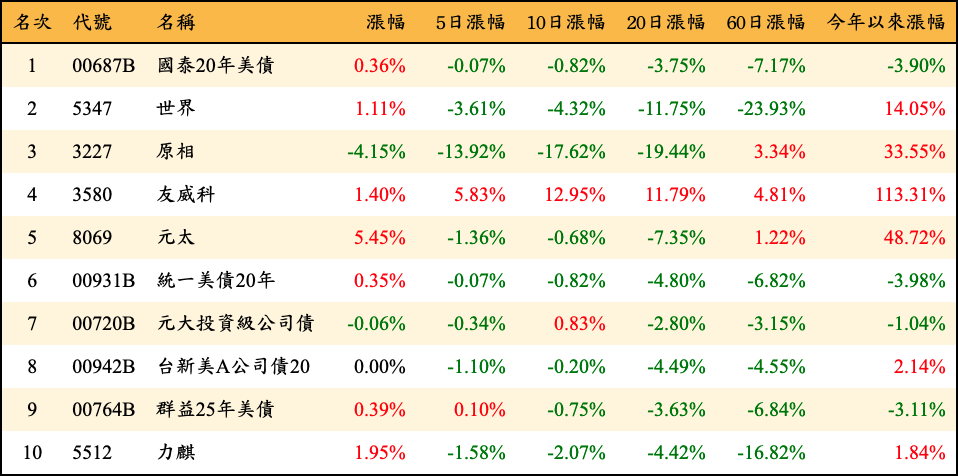 名次 代號 名稱 漲幅 5日漲幅 10日漲幅 20日漲幅 60日漲幅 今年以來漲幅
1 00687B 國泰20年美債 0.36% -0.07% -0.82% -3.75% -7.17% -3.90%
2 5347 世界 1.11% -3.61% -4.32% -11.75% -23.93% 14.05%
3 3227 原相 -4.15% -13.92% -17.62% -19.44% 3.34% 33.55%
4 3580 友威科 1.40% 5.83% 12.95% 11.79% 4.81% 113.31%
5 8069 元太 5.45% -1.36% -0.68% -7.35% 1.22% 48.72%
6 00931B 統一美債20年 0.35% -0.07% -0.82% -4.80% -6.82% -3.98%
7 00720B 元大投資級公司債 -0.06% -0.34% 0.83% -2.80% -3.15% -1.04%
8 00942B 台新美A公司債20 0.00% -1.10% -0.20% -4.49% -4.55% 2.14%
9 00764B 群益25年美債 0.39% 0.10% -0.75% -3.63% -6.84% -3.11%
10 5512 力麒 1.95% -1.58% -2.07% -4.42% -16.82% 1.84%